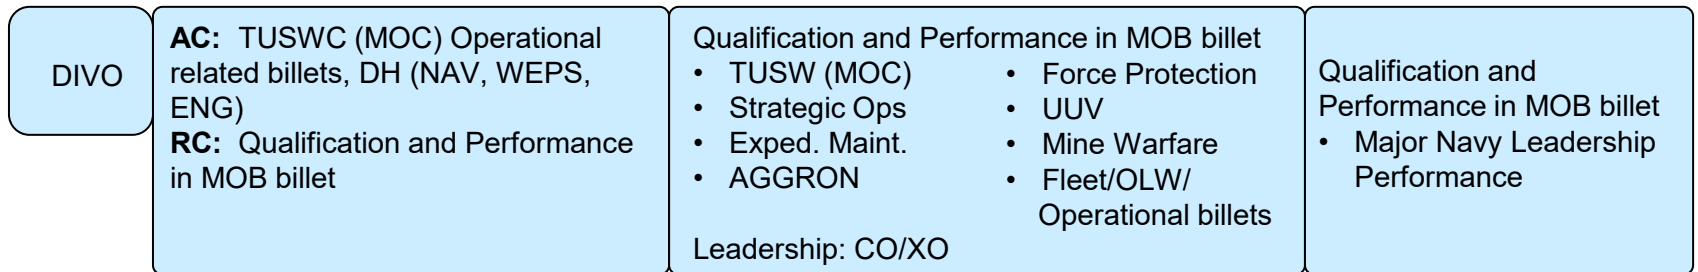 DIVO
AC: TUSWC (MOC) Operational
related billets, DH (NAV, WEPS,
ENG)
RC: Qualification and Performance
in MOB billet
Qualification and Performance in MOB billet
• TUSW (MOC)
• Strategic Ops
• Exped. Maint.
• AGGRON
• Force Protection
• UUV
• Mine Warfare
• Fleet/OLW/
Operational billets
Leadership: CO/XO
Qualification and
Performance in MOB billet
• Major Navy Leadership
Performance